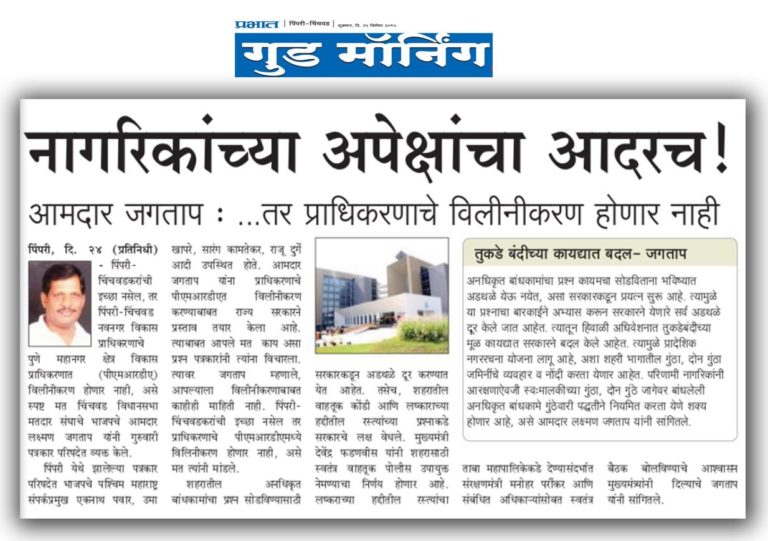 प्रभात | पिंपरी-चिंचवड |
गुड मॉर्निंग
नागरिकांच्या अपेक्षांचा आदरच!
आमदार जगताप : ...तर प्राधिकरणाचे विलीनीकरण होणार नाही
पिंपरी, दि. २४ (प्रतिनिधी)
- पिंपरी-
चिंचवडकरांची
इच्छा नसेल, तर
पिंपरी-चिंचवड
नवनगर विकास
प्राधिकरणाचे
पुणे महानगर क्षेत्र विकास
प्राधिकरणात (पीएमआरडीए)
विलीनीकरण होणार नाही, असे
स्पष्ट मत चिंचवड विधानसभा
मतदार संघाचे भाजपचे आमदार
लक्ष्मण जगताप यांनी गुरुवारी
पत्रकार परिषदेत व्यक्त केले.
पिंपरी येथे झालेल्या पत्रकार
परिषदेत भाजपचे पश्चिम महाराष्ट्र
संपर्कप्रमुख एकनाथ पवार, उमा
खापरे, सारंग कामतेकर, राजू दुर्गे
आदी उपस्थित होते. आमदार
जगताप यांना प्राधिकरणाचे
पीएमआरडीएत विलीनीकरण
करण्याबाबत राज्य सरकारने
प्रस्ताव तयार केला आहे.
त्याबाबत आपले मत काय असा
प्रश्न पत्रकारांनी त्यांना विचारला.
त्यावर जगताप म्हणाले,
आपल्याला विलीनीकरणाबाबत
काहीही माहिती नाही. पिंपरी-
चिंचवडकरांची इच्छा नसेल तर
प्राधिकरणाचे पीएमआरडीएमध्ये
विलीनीकरण होणार नाही, असे
मत त्यांनी मांडले.
शहरातील अनधिकृत
बांधकामांचा प्रश्न सोडविण्यासाठी
सरकारकडून अडथळे दूर करण्यात
येत आहेत. तसेच, शहरातील
वाहतूक कोंडी आणि लष्कराच्या
हद्दीतील रस्त्यांच्या प्रश्नाकडे
सरकारचे लक्ष वेधले. मुख्यमंत्री
देवेंद्र फडणवीस यांनी शहरासाठी
स्वतंत्र वाहतूक पोलीस उपायुक्त
नेमण्याचा निर्णय होणार आहे.
लष्कराच्या हद्दीतील रस्त्यांचा
तुकडे बंदीच्या कायद्यात बदल- जगताप
अनधिकृत बांधकामांचा प्रश्न कायमचा सोडविताना भविष्यात
अडथळे येऊ नयेत, असा सरकारकडून प्रयत्न सुरू आहे. त्यामुळे
या प्रश्नाचा बारकाईने अभ्यास करून सरकारने येणारे सर्व अडथळे
दूर केले जात आहेत. त्यातून हिवाळी अधिवेशनात तुकडेबंदीच्या
मूळ कायद्यात सरकारने बदल केले आहेत. त्यामुळे प्रादेशिक
नगररचना योजना लागू आहे, अशा शहरी भागातील गुंठा, दोन गुंठे
जमिनींचे व्यवहार व नोंदी करता येणार आहेत. परिणामी नागरिकांनी
आरक्षणाऐवजी स्वःमालकीच्या गुंठा, दोन गुंठे जागेवर बांधलेली
अनधिकृत बांधकामे गुंठेवारी पद्धतीने नियमित करता येणे शक्य
होणार आहे, असे आमदार लक्ष्मण जगताप यांनी सांगितले.
ताबा महापालिकेकडे देण्यासंदर्भात
संरक्षणमंत्री मनोहर पर्रीकर आणि
संबंधित अधिकाऱ्यांसोबत स्वतंत्र
बैठक बोलविण्याचे आश्वासन
मुख्यमंत्र्यांनी दिल्याचे जगताप
यांनी सांगितले.